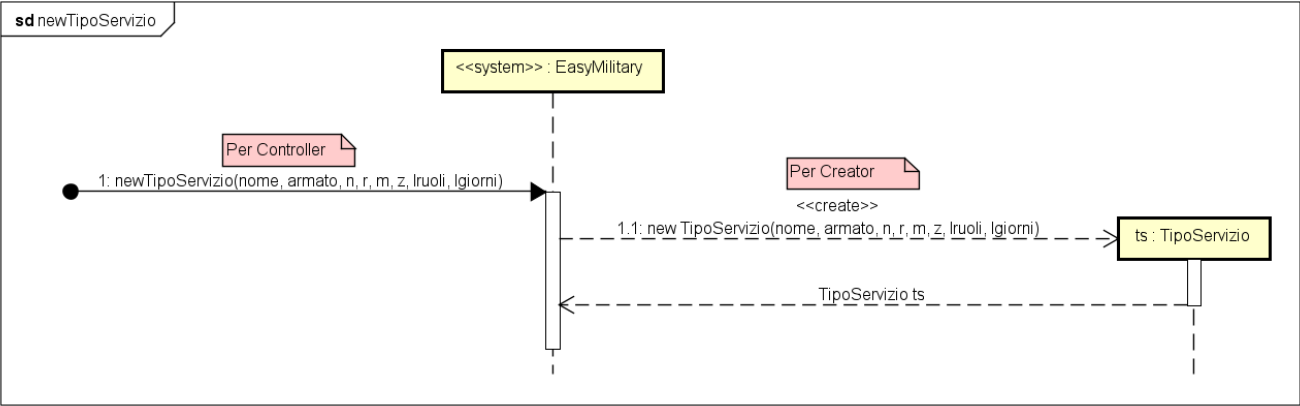 sd newTipoServizio
<<system>> : EasyMilitary
Per Controller
1: newTipoServizio(nome, armato, n, r, m, z, lruoli, lgiorni)
Per Creator
<<create>>
1.1: new TipoServizio(nome, armato, n, r, m, z, lruoli, lgiorni)
ts : TipoServizio
TipoServizio ts